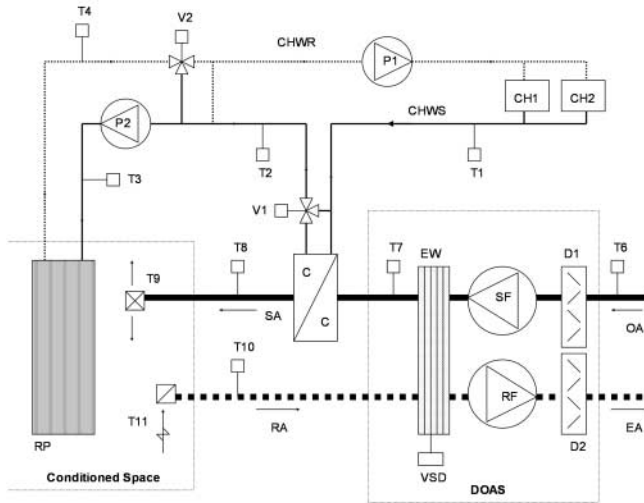 T4
V2
CHWR
P1
CH1
CH2
P2
CHWS
T2
T1
T3
V1
T8
T7
EW
D1
T6
T9
C
SF
SA
C
OA
T10
RF
T11
RA
EA
RP
VSD
D2
Conditioned Space
DOAS